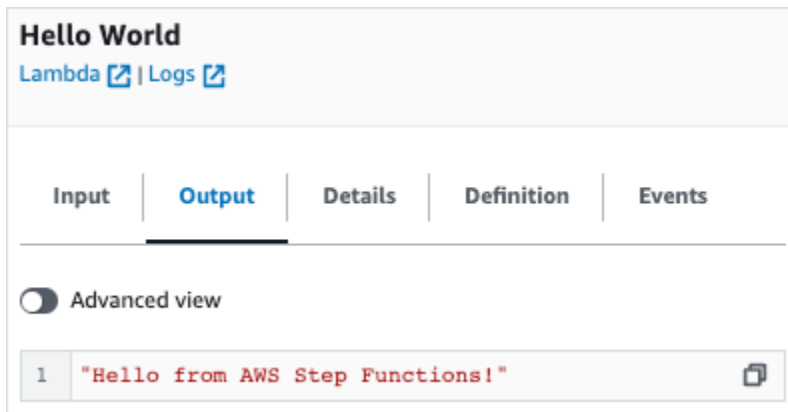 Hello World
Lambda | Logs
Input Output Details Definition Events
Advanced view
1 "Hello from AWS Step Functions!"